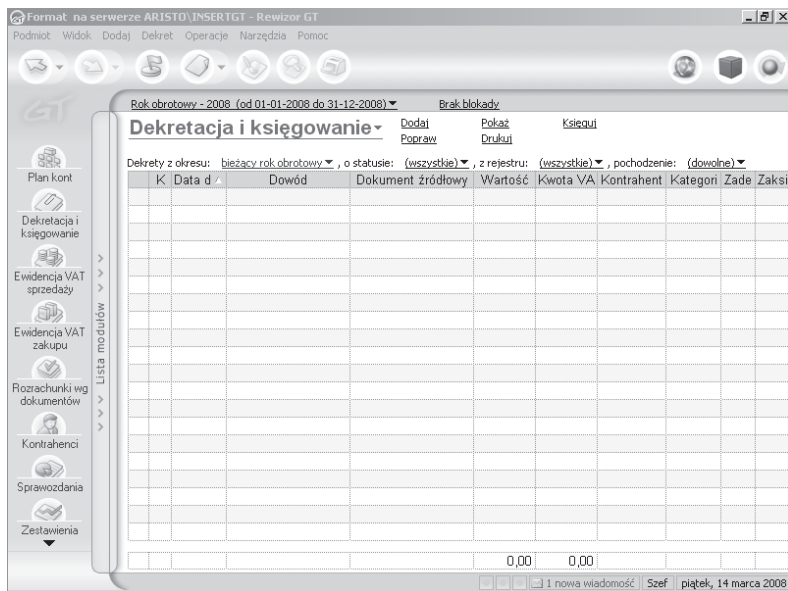 Format na serwerze ARISTO\INSERTGT - Rewizor GT
Podmiot Widok Dodaj Dekret Operacje Narzędzia Pomoc
GT
Rok obrotowy - 2008 (od 01-01-2008 do 31-12-2008) Brak blokady
Dekretacja i księgowanie
Dodaj Pokaż Księguj
Popraw Drukuj
Dekrety z okresu: bieżący rok obrotowy , o statusie: (wszystkie) , z rejestru: (wszystkie) , pochodzenie: (dowolne)
K Data d Dowód Dokument źródłowy Wartość Kwota VA Kontrahent Kategori Zade Zaksi
Plan kont
Dekretacja i
księgowanie
Ewidencja VAT
sprzedaży
Ewidencja VAT
zakupu
Rozrachunki wg
dokumentów
Kontrahenci
Sprawozdania
Zestawienia
> > > Lista modułów > > >
0,00 0,00
1 nowa wiadomość Szef piątek, 14 marca 2008